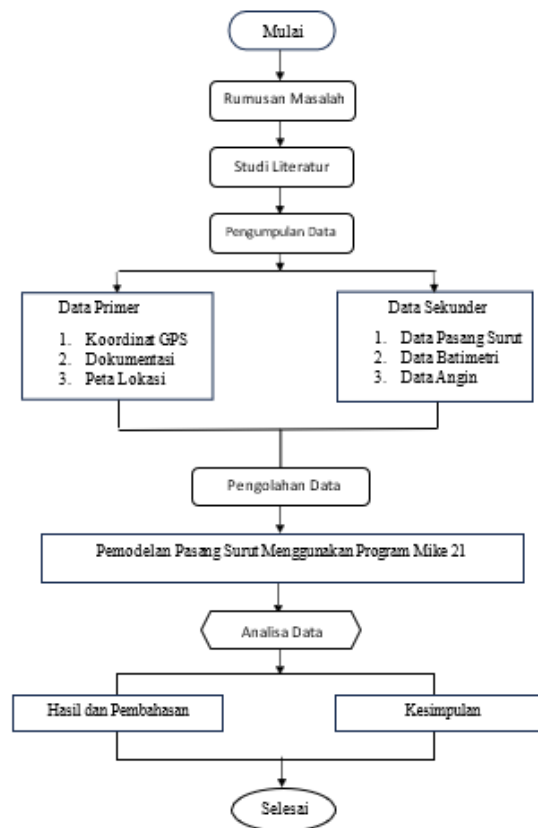 Mulai
Rumusan Masalah
Studi Literatur
Pengumpulan Data
Data Primer
1. Koordinat GPS
2. Dokumentasi
3. Peta Lokasi
Data Sekunder
1. Data Pasang Surut
2. Data Batimetri
3. Data Angin
Pengolahan Data
Pemodelan Pasang Surut Menggunakan Program Mike 21
Analisa Data
Hasil dan Pembahasan
Kesimpulan
Selesai